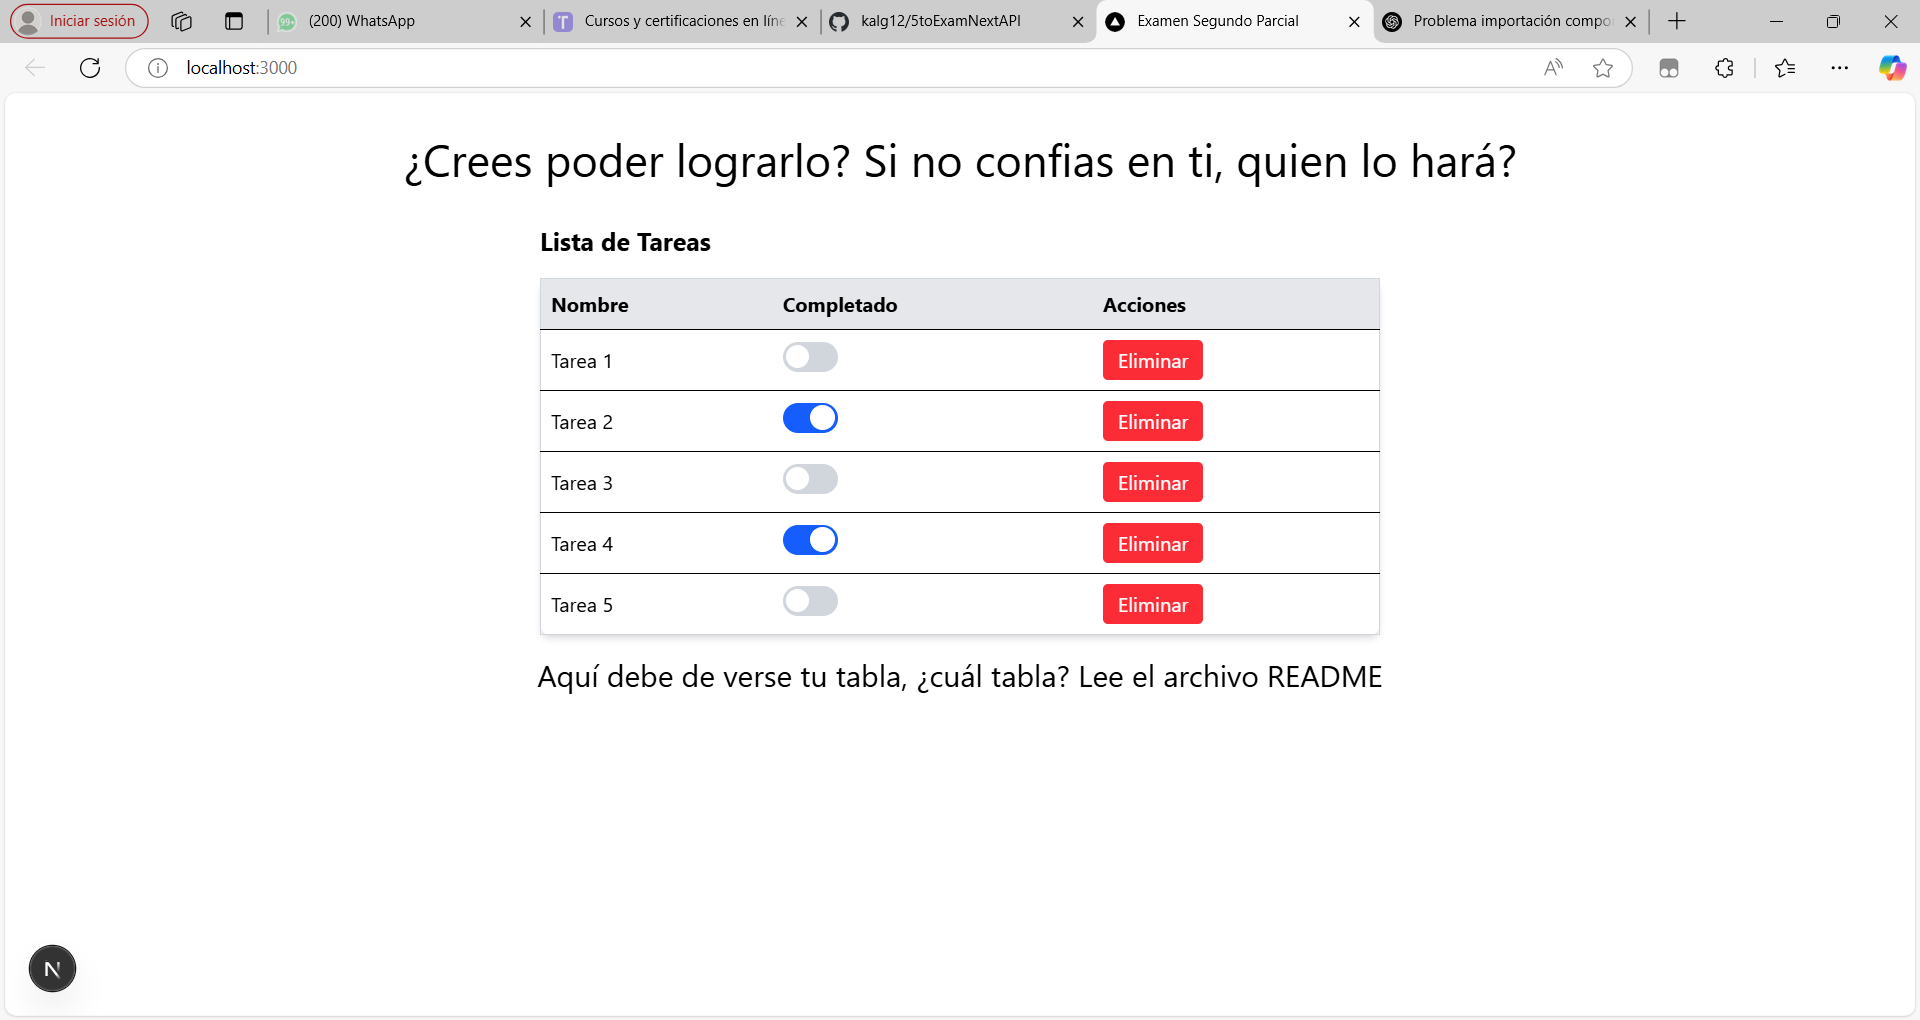 Iniciar sesión
99+
(200) WhatsApp
T
Cursos y certificaciones en líne
kalg12/5toExamNextAPI
Examen Segundo Parcial
Problema importación compo
localhost:3000
¿Crees poder lograrlo? Si no confias en ti, quien lo hará?
Lista de Tareas
Nombre Completado Acciones
Tarea 1 Eliminar
Tarea 2 Eliminar
Tarea 3 Eliminar
Tarea 4 Eliminar
Tarea 5 Eliminar
Aquí debe de verse tu tabla, ¿cuál tabla? Lee el archivo README
N